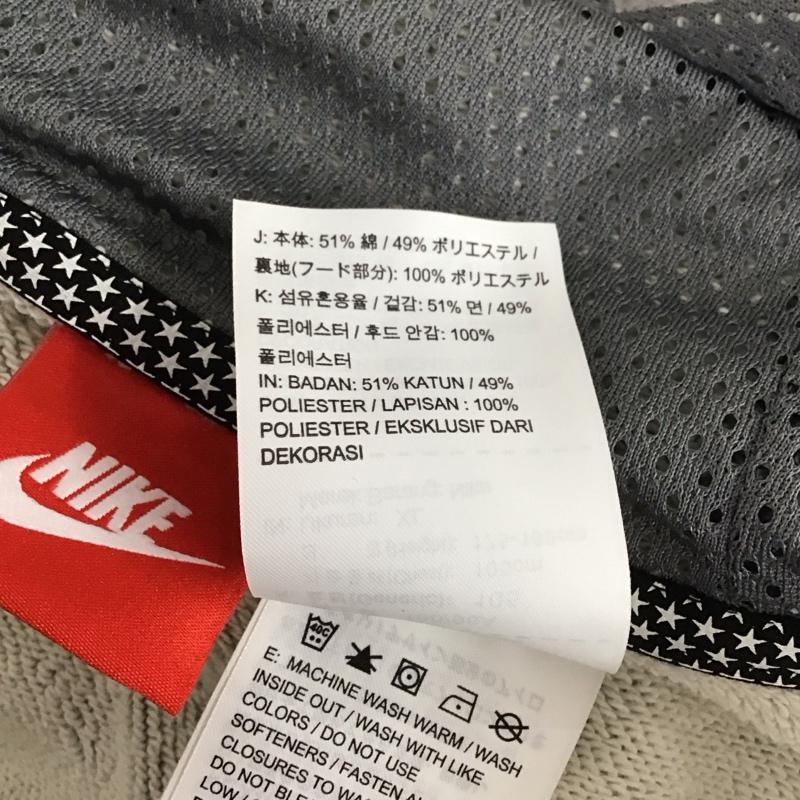 J: 本体: 51% 綿 / 49% ポリエステル /
裏地(フード部分): 100% ポリエステル
K: 섬유혼용율 / 겉감: 51% 면 / 49%
폴리에스터 / 후드 안감: 100%
폴리에스터
IN: BADAN: 51% KATUN / 49%
POLIESTER / LAPISAN : 100%
POLIESTER / EKSKLUSIF DARI
DEKORASI
NIKE
40C
E: MACHINE WASH WARM / WASH
INSIDE OUT / WASH WITH LIKE
COLORS / DO NOT USE
SOFTENERS / FASTEN
CLOSURES TO
DO NOT
LOW /